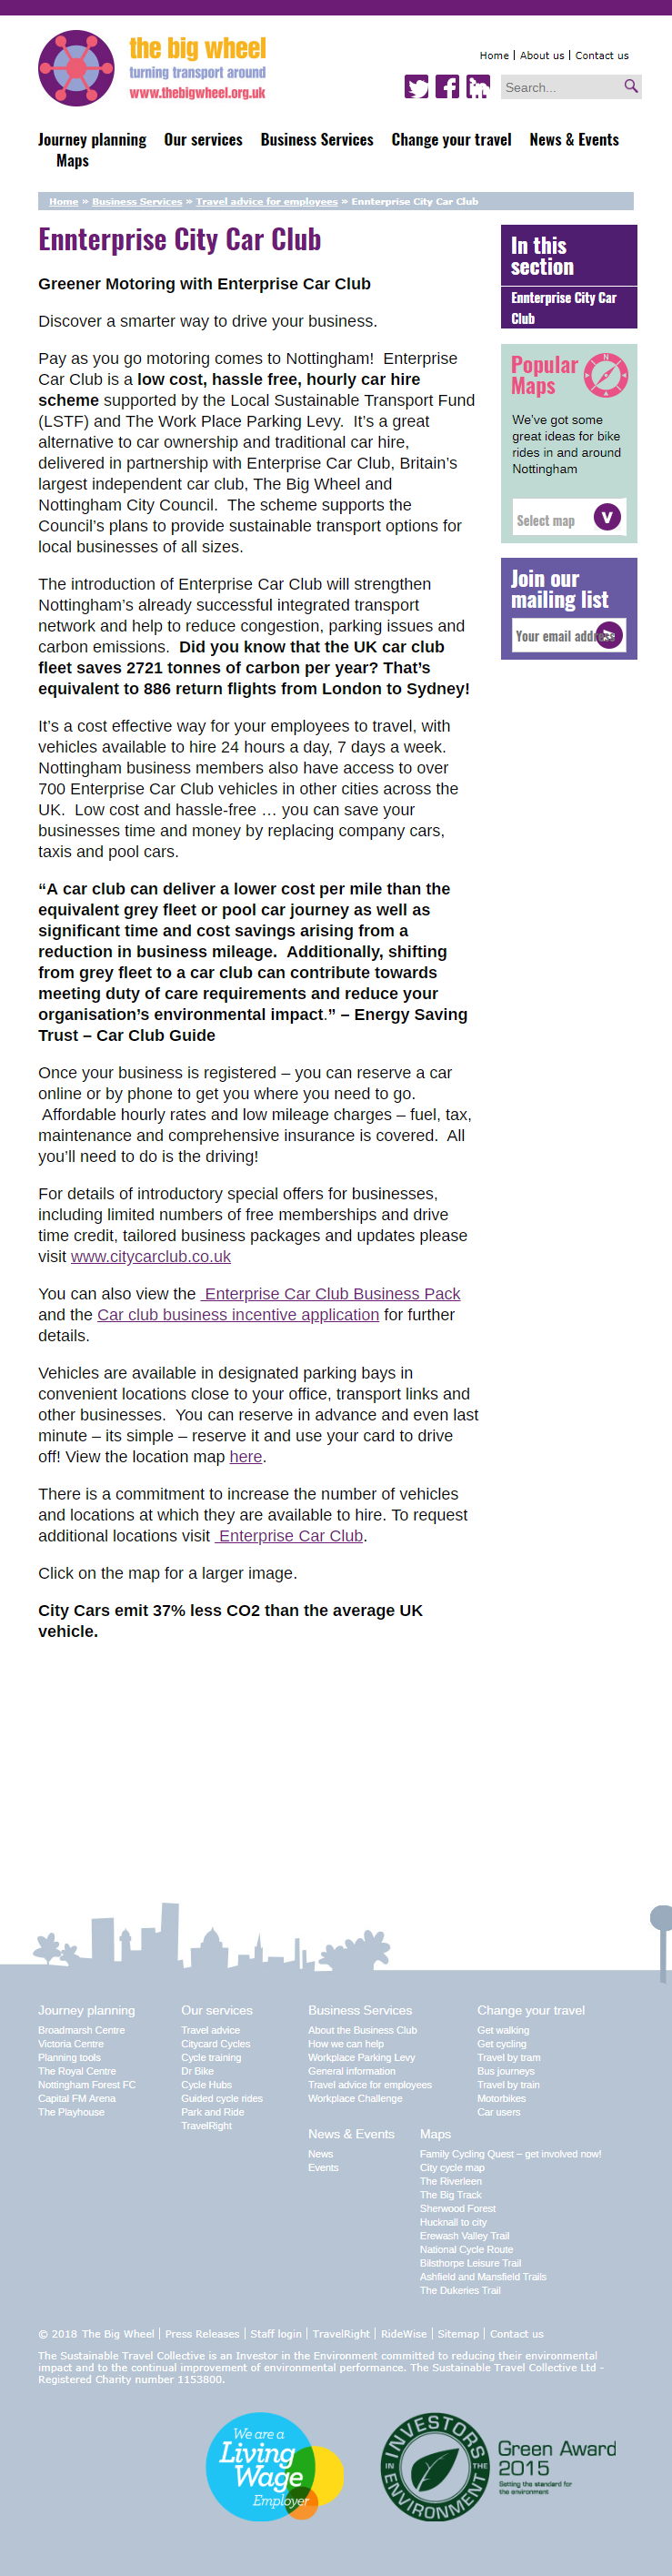 the big wheel
turning transport around
www.thebigwheel.org.uk
Home | About us | Contact us
Search...
Journey planning Our services Business Services Change your travel News & Events
Maps
Home » Business Services » Travel advice for employees » Ennterprise City Car Club
Ennterprise City Car Club
Greener Motoring with Enterprise Car Club
Discover a smarter way to drive your business.
Pay as you go motoring comes to Nottingham!  Enterprise
Car Club is a low cost, hassle free, hourly car hire
scheme supported by the Local Sustainable Transport Fund
(LSTF) and The Work Place Parking Levy.  It’s a great
alternative to car ownership and traditional car hire,
delivered in partnership with Enterprise Car Club, Britain’s
largest independent car club, The Big Wheel and
Nottingham City Council.  The scheme supports the
Council’s plans to provide sustainable transport options for
local businesses of all sizes.
The introduction of Enterprise Car Club will strengthen
Nottingham’s already successful integrated transport
network and help to reduce congestion, parking issues and
carbon emissions.  Did you know that the UK car club
fleet saves 2721 tonnes of carbon per year? That’s
equivalent to 886 return flights from London to Sydney!
It’s a cost effective way for your employees to travel, with
vehicles available to hire 24 hours a day, 7 days a week.
Nottingham business members also have access to over
700 Enterprise Car Club vehicles in other cities across the
UK.  Low cost and hassle-free … you can save your
businesses time and money by replacing company cars,
taxis and pool cars.
“A car club can deliver a lower cost per mile than the
equivalent grey fleet or pool car journey as well as
significant time and cost savings arising from a
reduction in business mileage.  Additionally, shifting
from grey fleet to a car club can contribute towards
meeting duty of care requirements and reduce your
organisation’s environmental impact.” – Energy Saving
Trust – Car Club Guide
Once your business is registered – you can reserve a car
online or by phone to get you where you need to go.
Affordable hourly rates and low mileage charges – fuel, tax,
maintenance and comprehensive insurance is covered.  All
you’ll need to do is the driving!
For details of introductory special offers for businesses,
including limited numbers of free memberships and drive
time credit, tailored business packages and updates please
visit www.citycarclub.co.uk
You can also view the  Enterprise Car Club Business Pack
and the Car club business incentive application for further
details.
Vehicles are available in designated parking bays in
convenient locations close to your office, transport links and
other businesses.  You can reserve in advance and even last
minute – its simple – reserve it and use your card to drive
off! View the location map here.
There is a commitment to increase the number of vehicles
and locations at which they are available to hire. To request
additional locations visit  Enterprise Car Club.
Click on the map for a larger image.
City Cars emit 37% less CO2 than the average UK
vehicle.
In this
section
Ennterprise City Car
Club
Popular
Maps
N
We’ve got some
great ideas for bike
rides in and around
Nottingham
Select map
V
Join our
mailing list
Your email address
Journey planning
Broadmarsh Centre
Victoria Centre
Planning tools
The Royal Centre
Nottingham Forest FC
Capital FM Arena
The Playhouse
Our services
Travel advice
Citycard Cycles
Cycle training
Dr Bike
Cycle Hubs
Guided cycle rides
Park and Ride
TravelRight
Business Services
About the Business Club
How we can help
Workplace Parking Levy
General information
Travel advice for employees
Workplace Challenge
Change your travel
Get walking
Get cycling
Travel by tram
Bus journeys
Travel by train
Motorbikes
Car users
News & Events
News
Events
Maps
Family Cycling Quest – get involved now!
City cycle map
The Riverleen
The Big Track
Sherwood Forest
Hucknall to city
Erewash Valley Trail
National Cycle Route
Bilsthorpe Leisure Trail
Ashfield and Mansfield Trails
The Dukeries Trail
© 2018 The Big Wheel | Press Releases | Staff login | TravelRight | RideWise | Sitemap | Contact us
The Sustainable Travel Collective is an Investor in the Environment committed to reducing their environmental
impact and to the continual improvement of environmental performance. The Sustainable Travel Collective Ltd -
Registered Charity number 1153800.
We are a
Living
Wage
Employer
INVESTORS
IN THE
ENVIRONMENT
Green Award
2015
Setting the standard for
the environment